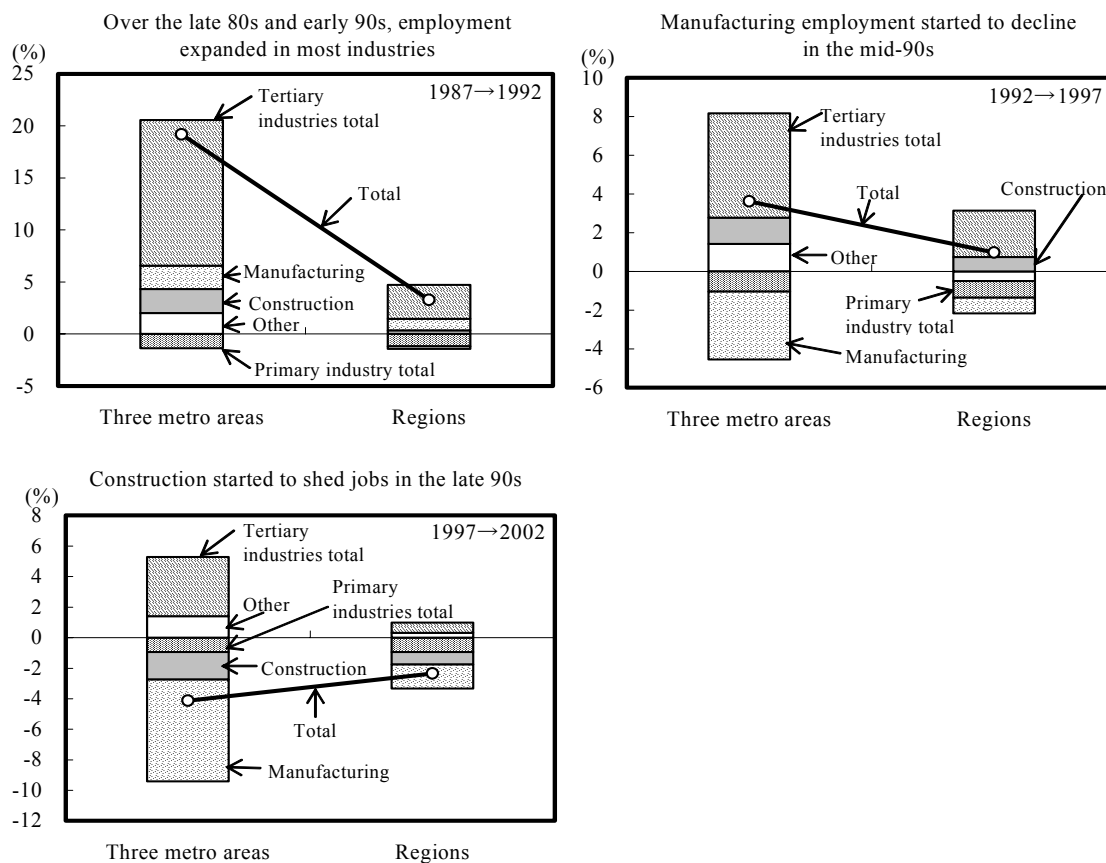 Over the late 80s and early 90s, employment
expanded in most industries
(%)
25
20
15
10
5
0
-5
1987→1992
Tertiary
industries total
Total
Manufacturing
Construction
Other
Primary industry total
Three metro areas
Regions
Manufacturing employment started to decline
in the mid-90s
(%)
10
8
6
4
2
0
-2
-4
-6
1992→1997
Tertiary
industries total
Total
Construction
Other
Primary
industry total
Manufacturing
Three metro areas
Regions
Construction started to shed jobs in the late 90s
(%)
8
6
4
2
0
-2
-4
-6
-8
-10
-12
1997→2002
Tertiary
industries total
Primary
industries total
Other
Construction
Total
Manufacturing
Three metro areas
Regions